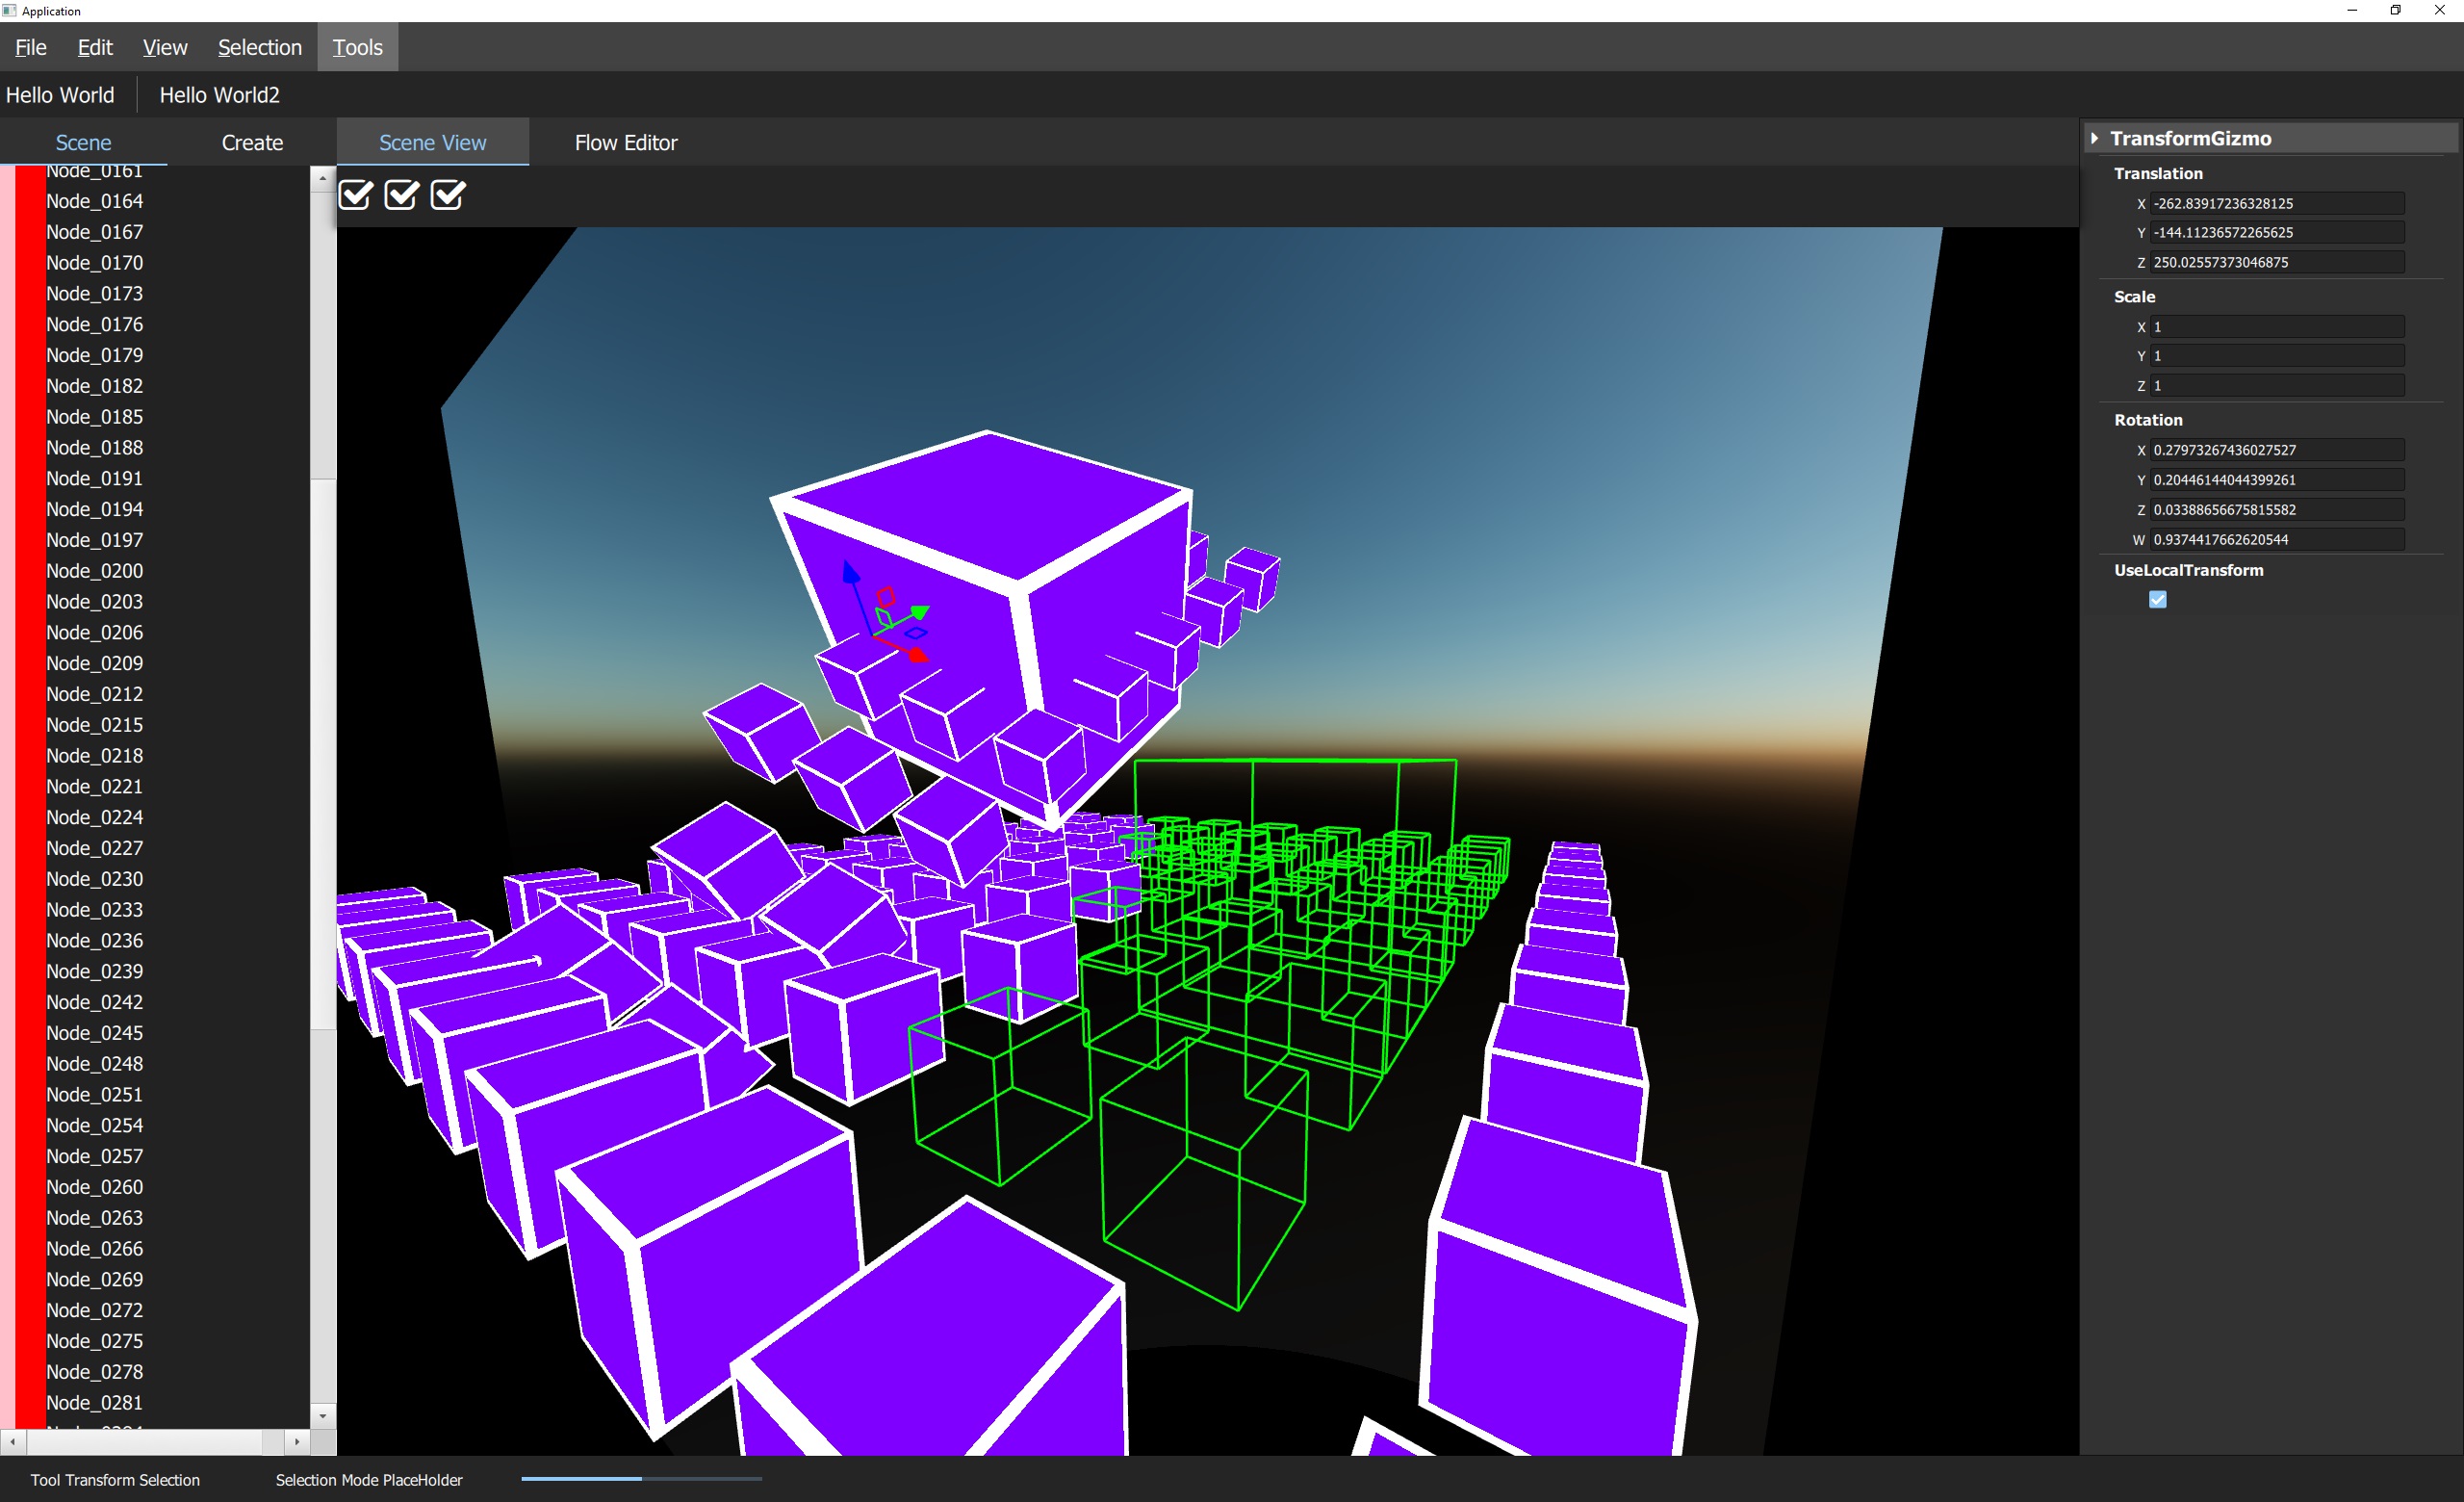 Application
File Edit View Selection Tools
Hello World Hello World2
Scene Create Scene View Flow Editor
Node_0161
Node_0164
Node_0167
Node_0170
Node_0173
Node_0176
Node_0179
Node_0182
Node_0185
Node_0188
Node_0191
Node_0194
Node_0197
Node_0200
Node_0203
Node_0206
Node_0209
Node_0212
Node_0215
Node_0218
Node_0221
Node_0224
Node_0227
Node_0230
Node_0233
Node_0236
Node_0239
Node_0242
Node_0245
Node_0248
Node_0251
Node_0254
Node_0257
Node_0260
Node_0263
Node_0266
Node_0269
Node_0272
Node_0275
Node_0278
Node_0281
TransformGizmo
Translation
X -262.83917236328125
Y -144.11236572265625
Z 250.02557373046875
Scale
X 1
Y 1
Z 1
Rotation
X 0.27973267436027527
Y 0.20446144044399261
Z 0.03388656675815582
W 0.9374417662620544
UseLocalTransform
Tool Transform Selection Selection Mode PlaceHolder